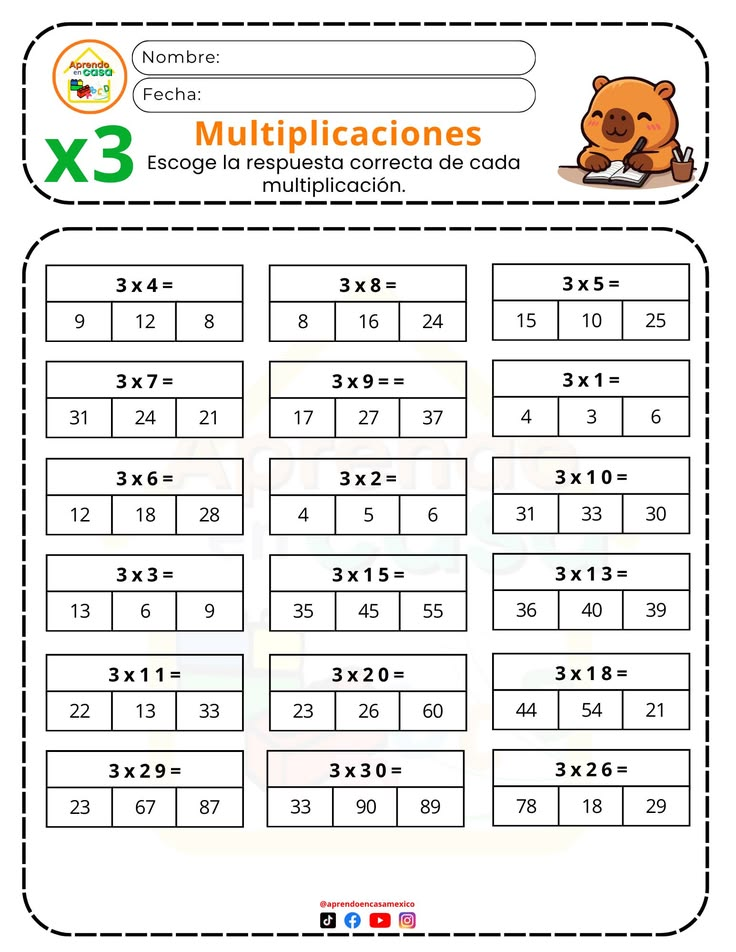 Aprendo
en casa
Nombre:
Fecha:
x3
Multiplicaciones
Escoge la respuesta correcta de cada
multiplicación.
3 x 4 =
9 12 8
3 x 8 =
8 16 24
3 x 5 =
15 10 25
3 x 7 =
31 24 21
3 x 9 = =
17 27 37
3 x 1 =
4 3 6
3 x 6 =
12 18 28
3 x 2 =
4 5 6
3 x 10 =
31 33 30
3 x 3 =
13 6 9
3 x 15 =
35 45 55
3 x 13 =
36 40 39
3 x 11 =
22 13 33
3 x 20 =
23 26 60
3 x 18 =
44 54 21
3 x 29 =
23 67 87
3 x 30 =
33 90 89
3 x 26 =
78 18 29
Aprendo
en casa
@aprendoencasamexico